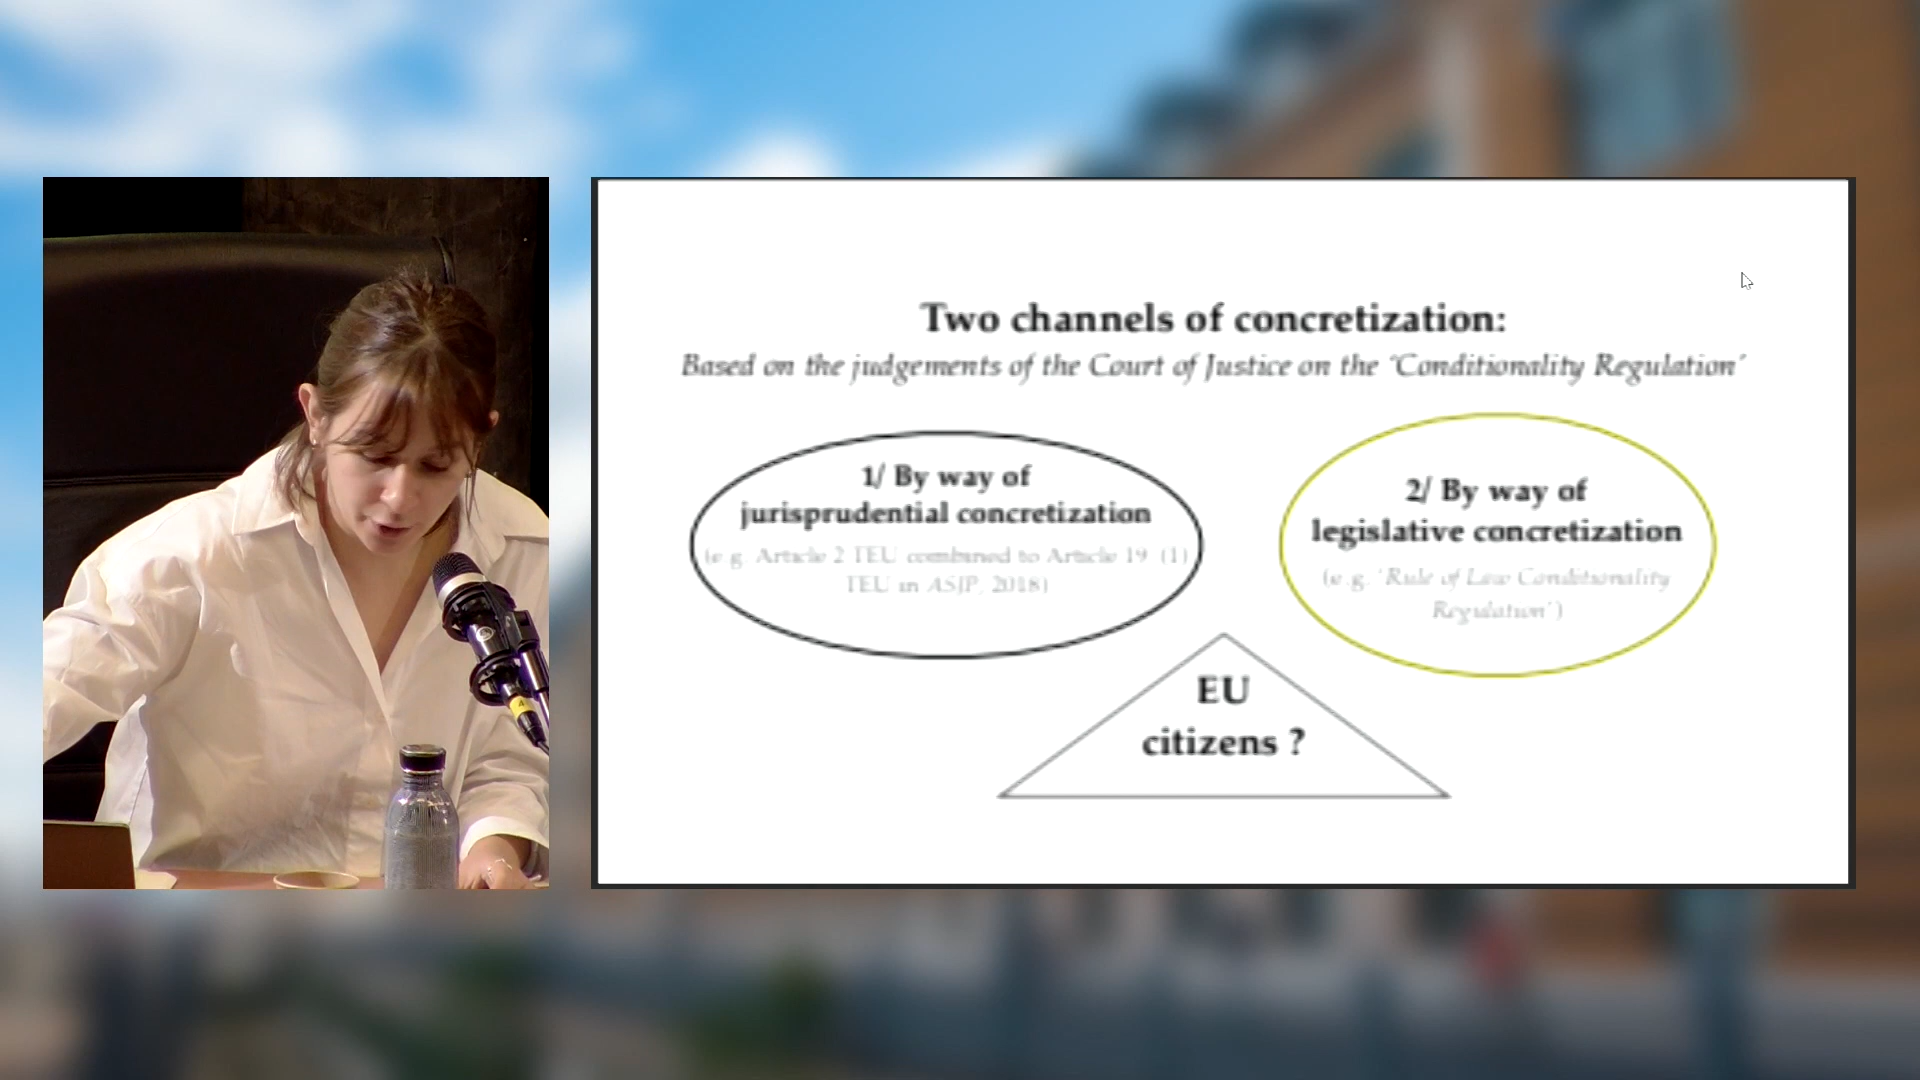 Two channels of concretization:
Based on the judgements of the Court of Justice on the ‘Conditionality Regulation’
1/ By way of
jurisprudential concretization
(e.g. Article 2 TEU combined to Article 19 (1)
TEU in ASJP, 2018)
2/ By way of
legislative concretization
(e.g. ‘Rule of Law Conditionality
Regulation’)
EU
citizens ?
4